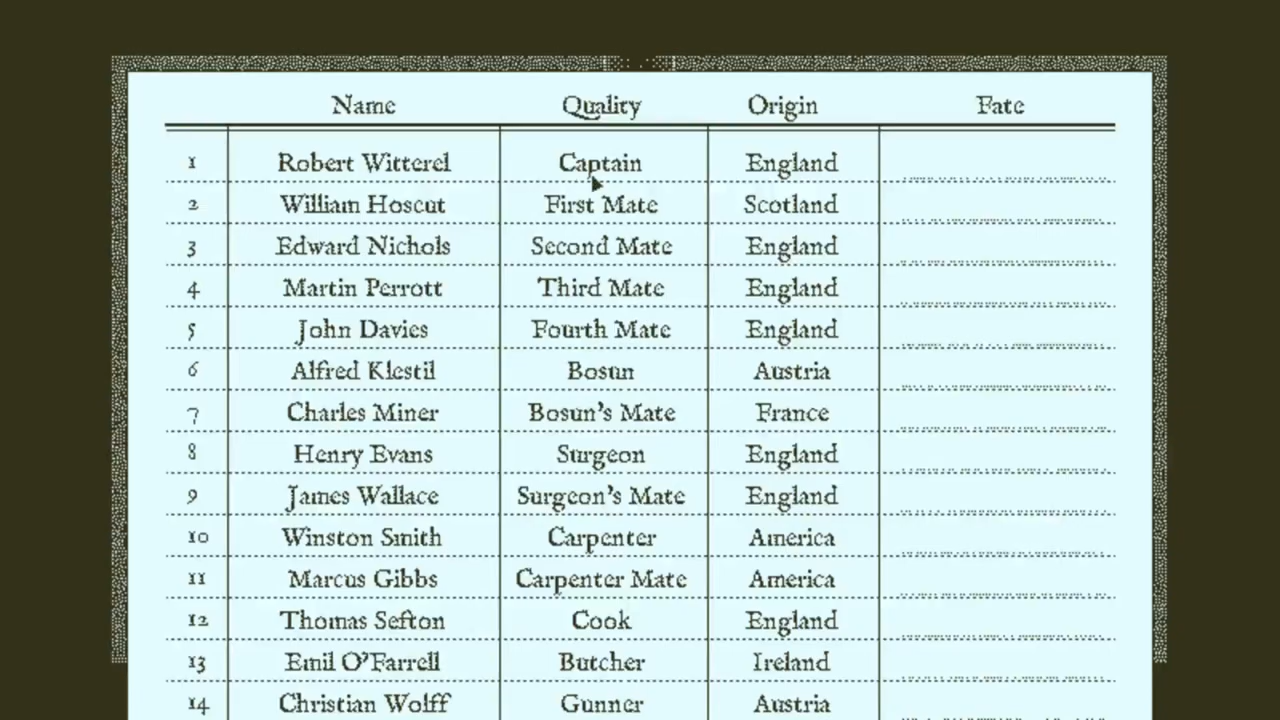 Name Quality Origin Fate
1 Robert Witterel Captain England
2 William Hoscut First Mate Scotland
3 Edward Nichols Second Mate England
4 Martin Perrott Third Mate England
5 John Davies Fourth Mate England
6 Alfred Klestil Bosun Austria
7 Charles Miner Bosun's Mate France
8 Henry Evans Surgeon England
9 James Wallace Surgeon's Mate England
10 Winston Smith Carpenter America
11 Marcus Gibbs Carpenter Mate America
12 Thomas Sefton Cook England
13 Emil O'Farrell Butcher Ireland
14 Christian Wolff Gunner Austria